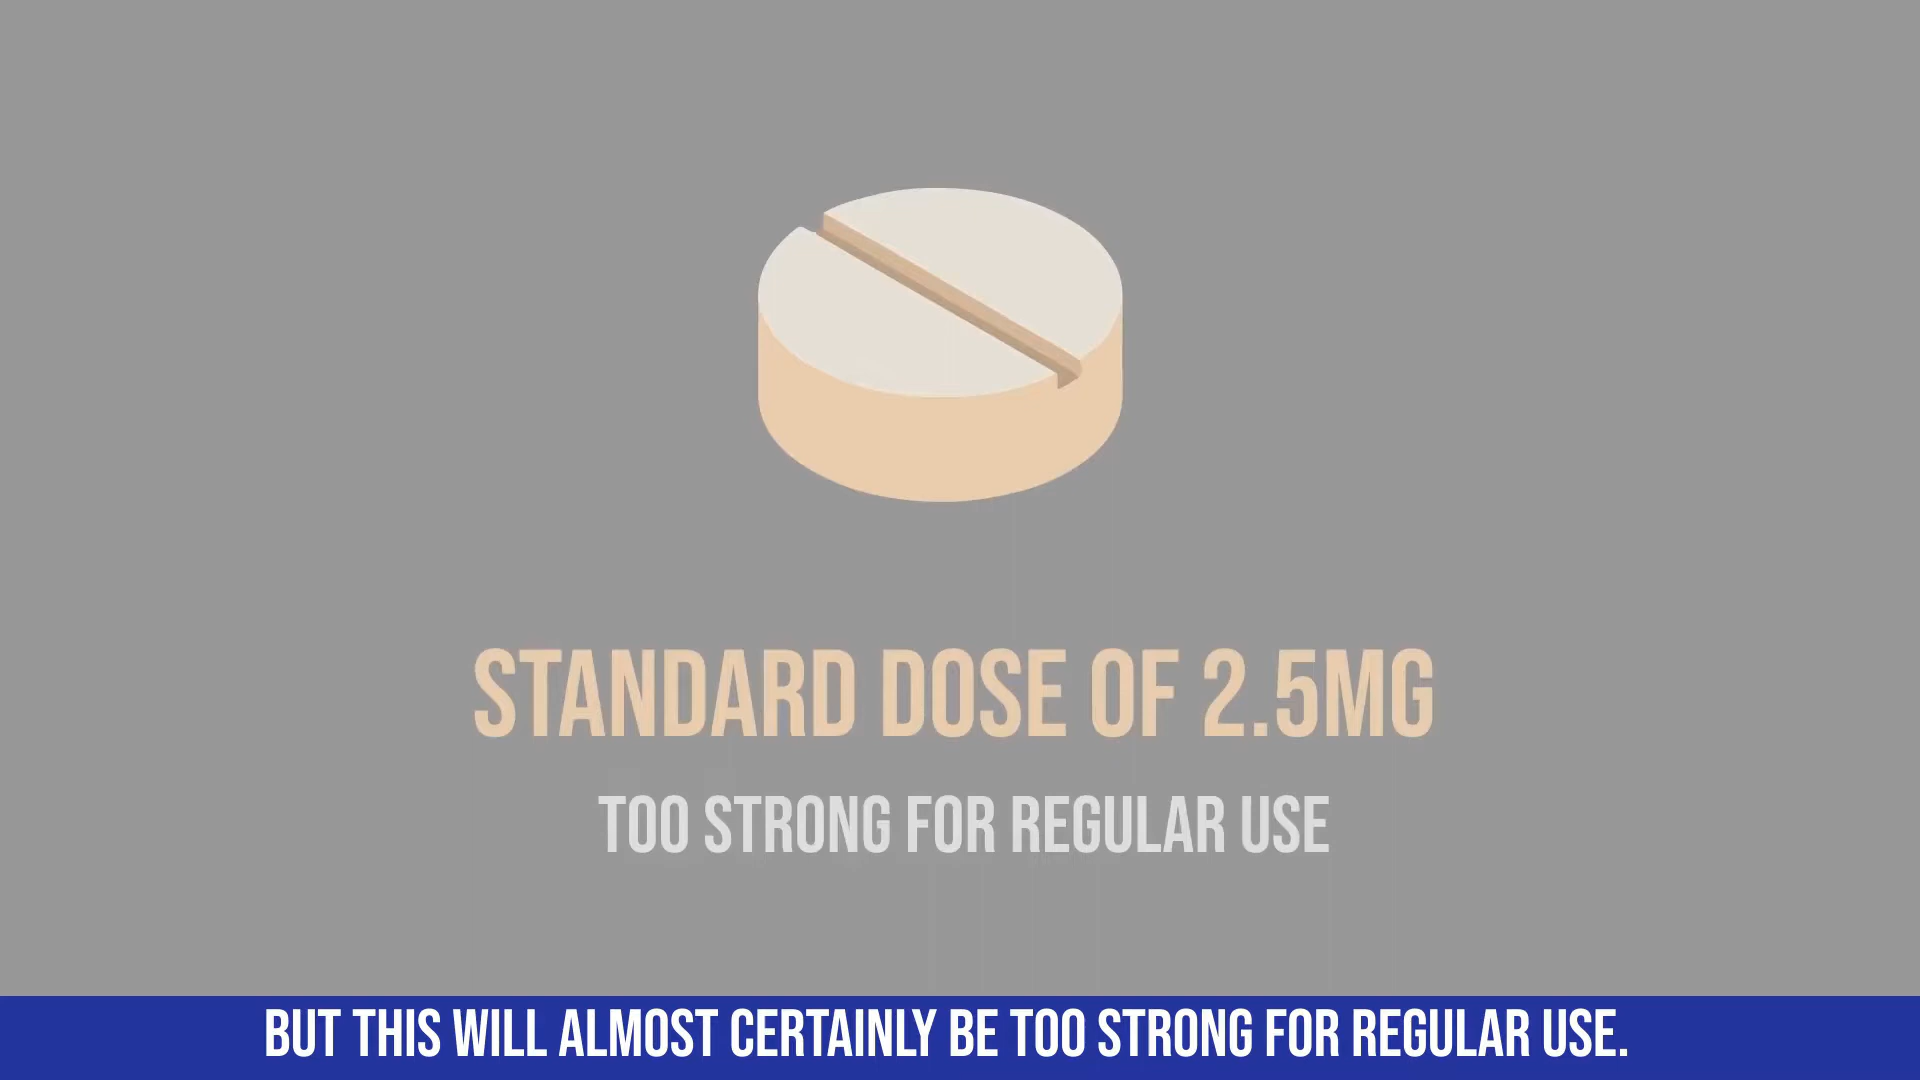 STANDARD DOSE OF 2.5MG
TOO STRONG FOR REGULAR USE
BUT THIS WILL ALMOST CERTAINLY BE TOO STRONG FOR REGULAR USE.